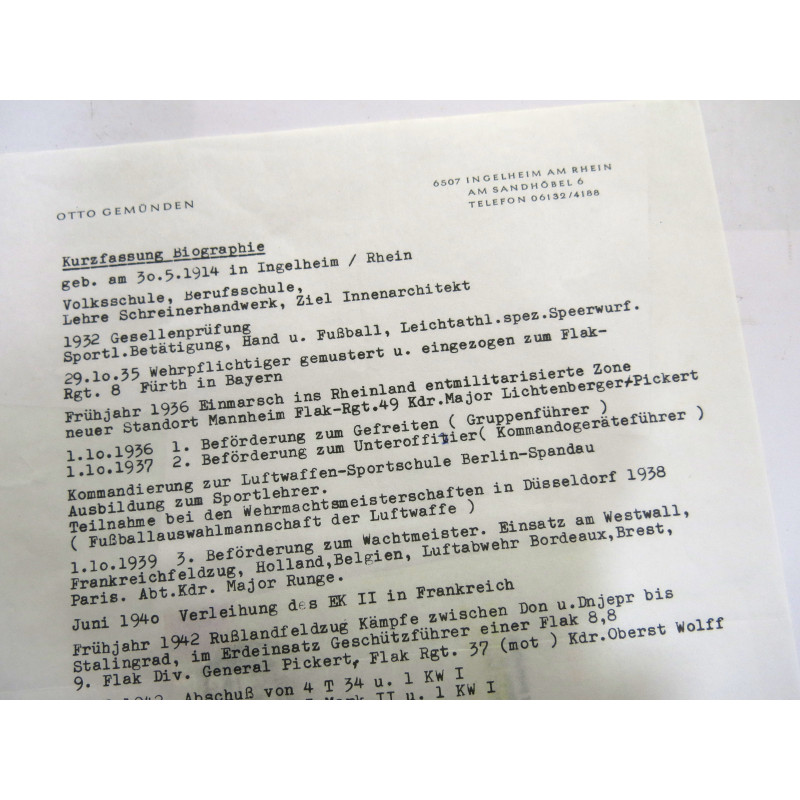 OTTO GEMÜNDEN
6507 INGELHEIM AM RHEIN
AM SANDHÖBEL 6
TELEFON 06132/4188
Kurzfassung Biographie
geb. am 3o.5.1914 in Ingelheim / Rhein
Volksschule, Berufsschule,
Lehre Schreinerhandwerk, Ziel Innenarchitekt
1932 Gesellenprüfung
Sportl.Betätigung, Hand u. Fußball, Leichtathl.spez.Speerwurf.
29.1o.35 Wehrpflichtiger gemustert u. eingezogen zum Flak-
Rgt. 8 Fürth in Bayern
Frühjahr 1936 Einmarsch ins Rheinland entmilitarisierte Zone
neuer Standort Mannheim Flak-Rgt.49 Kdr.Major Lichtenberger+Pickert
1.1o.1936 1. Beförderung zum Gefreiten ( Gruppenführer )
1.1o.1937 2. Beförderung zum Unteroffitier( Kommandogeräteführer )
Kommandierung zur Luftwaffen-Sportschule Berlin-Spandau
Ausbildung zum Sportlehrer.
Teilnahme bei den Wehrmachtsmeisterschaften in Düsseldorf 1938
( Fußballauswahlmannschaft der Luftwaffe )
1.1o.1939 3. Beförderung zum Wachtmeister. Einsatz am Westwall,
Frankreichfeldzug, Holland,Belgien, Luftabwehr Bordeaux,Brest,
Paris. Abt.Kdr. Major Runge.
Juni 194o Verleihung des EK II in Frankreich
Frühjahr 1942 Rußlandfeldzug Kämpfe zwischen Don u.Dnjepr bis
Stalingrad, im Erdeinsatz Geschützführer einer Flak 8,8
9. Flak Div. General Pickert, Flak Rgt. 37 (mot ) Kdr.Oberst Wolff
1942 Abschuß von 4 T 34 u. 1 KW I
Mark II u. 1 KW I